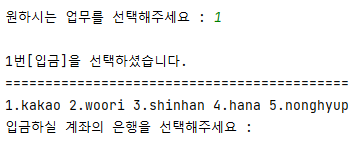 원하시는 업무를 선택해주세요 : 1
1번[입금]을 선택하셨습니다.
============================================
1.kakao 2.woori 3.shinhan 4.hana 5.nonghyup
입금하실 계좌의 은행을 선택해주세요 :